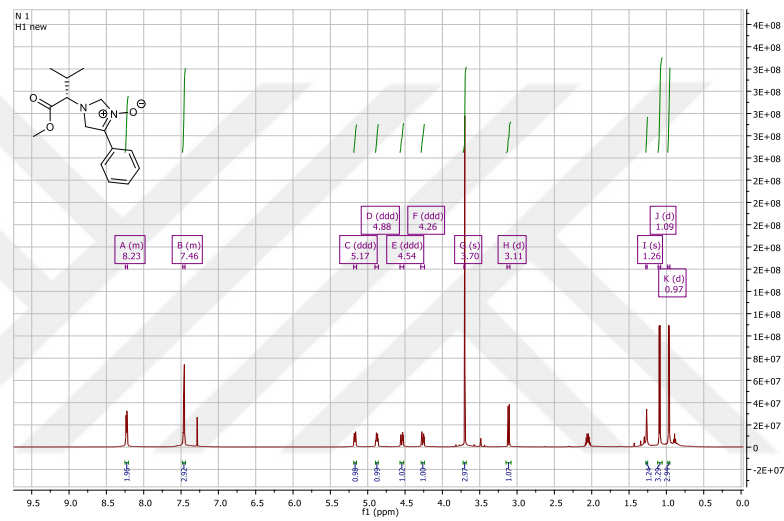 N 1
H1 new
4E+08
4E+08
3E+08
3E+08
3E+08
3E+08
3E+08
2E+08
2E+08
2E+08
2E+08
2E+08
1E+08
1E+08
8E+07
6E+07
4E+07
2E+07
0
-2E+07
O
O
N
N
⊕
O
⊖
D (ddd)
4.88
F (ddd)
4.26
J (d)
1.09
A (m)
8.23
B (m)
7.46
C (ddd)
5.17
E (ddd)
4.54
G (s)
3.70
H (d)
3.11
I (s)
1.26
K (d)
0.97
1.96
2.92
0.98
0.99
1.02
1.00
2.97
1.07
1.24
3.29
2.94
9.5 9.0 8.5 8.0 7.5 7.0 6.5 6.0 5.5 5.0 4.5 4.0 3.5 3.0 2.5 2.0 1.5 1.0 0.5 0.0
f1 (ppm)